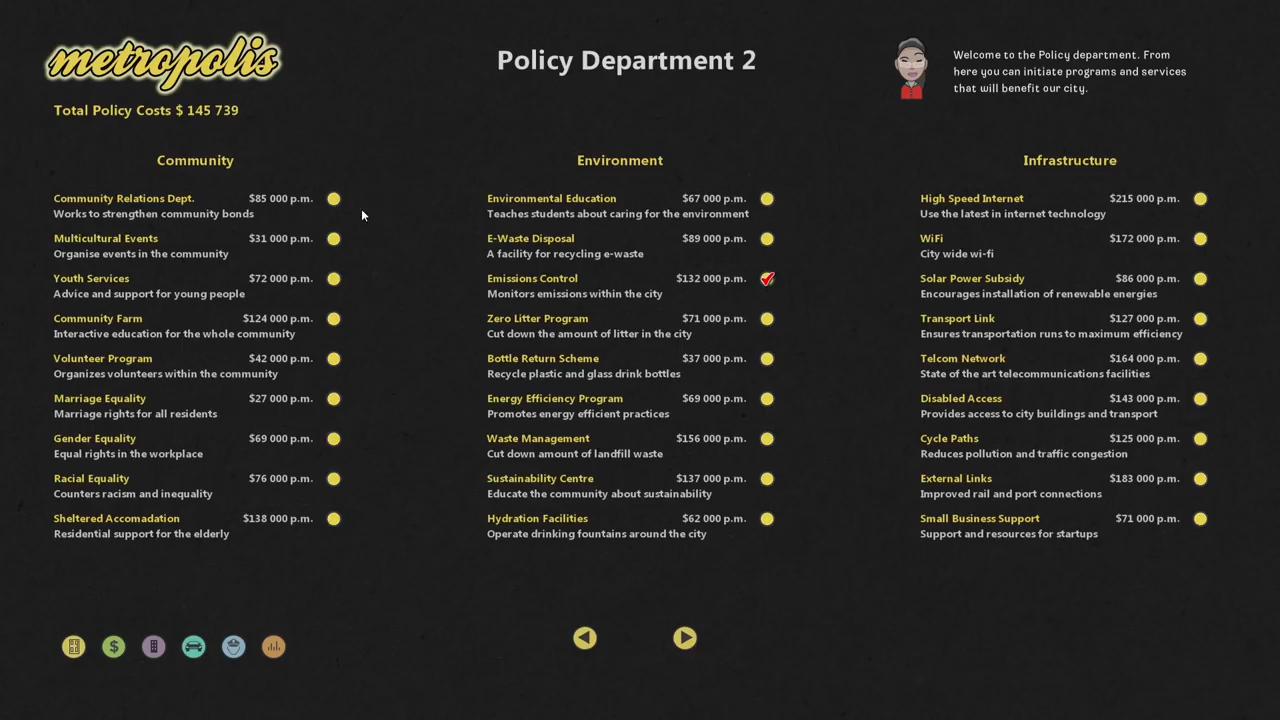 metropolis
Policy Department 2
Welcome to the Policy department. From
here you can initiate programs and services
that will benefit our city.
Total Policy Costs $ 145 739
Community
Community Relations Dept. $85 000 p.m.
Works to strengthen community bonds
Multicultural Events $31 000 p.m.
Organise events in the community
Youth Services $72 000 p.m.
Advice and support for young people
Community Farm $124 000 p.m.
Interactive education for the whole community
Volunteer Program $42 000 p.m.
Organizes volunteers within the community
Marriage Equality $27 000 p.m.
Marriage rights for all residents
Gender Equality $69 000 p.m.
Equal rights in the workplace
Racial Equality $76 000 p.m.
Counters racism and inequality
Sheltered Accomadation $138 000 p.m.
Residential support for the elderly
Environment
Environmental Education $67 000 p.m.
Teaches students about caring for the environment
E-Waste Disposal $89 000 p.m.
A facility for recycling e-waste
Emissions Control $132 000 p.m.
Monitors emissions within the city
Zero Litter Program $71 000 p.m.
Cut down the amount of litter in the city
Bottle Return Scheme $37 000 p.m.
Recycle plastic and glass drink bottles
Energy Efficiency Program $69 000 p.m.
Promotes energy efficient practices
Waste Management $156 000 p.m.
Cut down amount of landfill waste
Sustainability Centre $137 000 p.m.
Educate the community about sustainability
Hydration Facilities $62 000 p.m.
Operate drinking fountains around the city
Infrastructure
High Speed Internet $215 000 p.m.
Use the latest in internet technology
WiFi $172 000 p.m.
City wide wi-fi
Solar Power Subsidy $86 000 p.m.
Encourages installation of renewable energies
Transport Link $127 000 p.m.
Ensures transportation runs to maximum efficiency
Telcom Network $164 000 p.m.
State of the art telecommunications facilities
Disabled Access $143 000 p.m.
Provides access to city buildings and transport
Cycle Paths $125 000 p.m.
Reduces pollution and traffic congestion
External Links $183 000 p.m.
Improved rail and port connections
Small Business Support $71 000 p.m.
Support and resources for startups
$